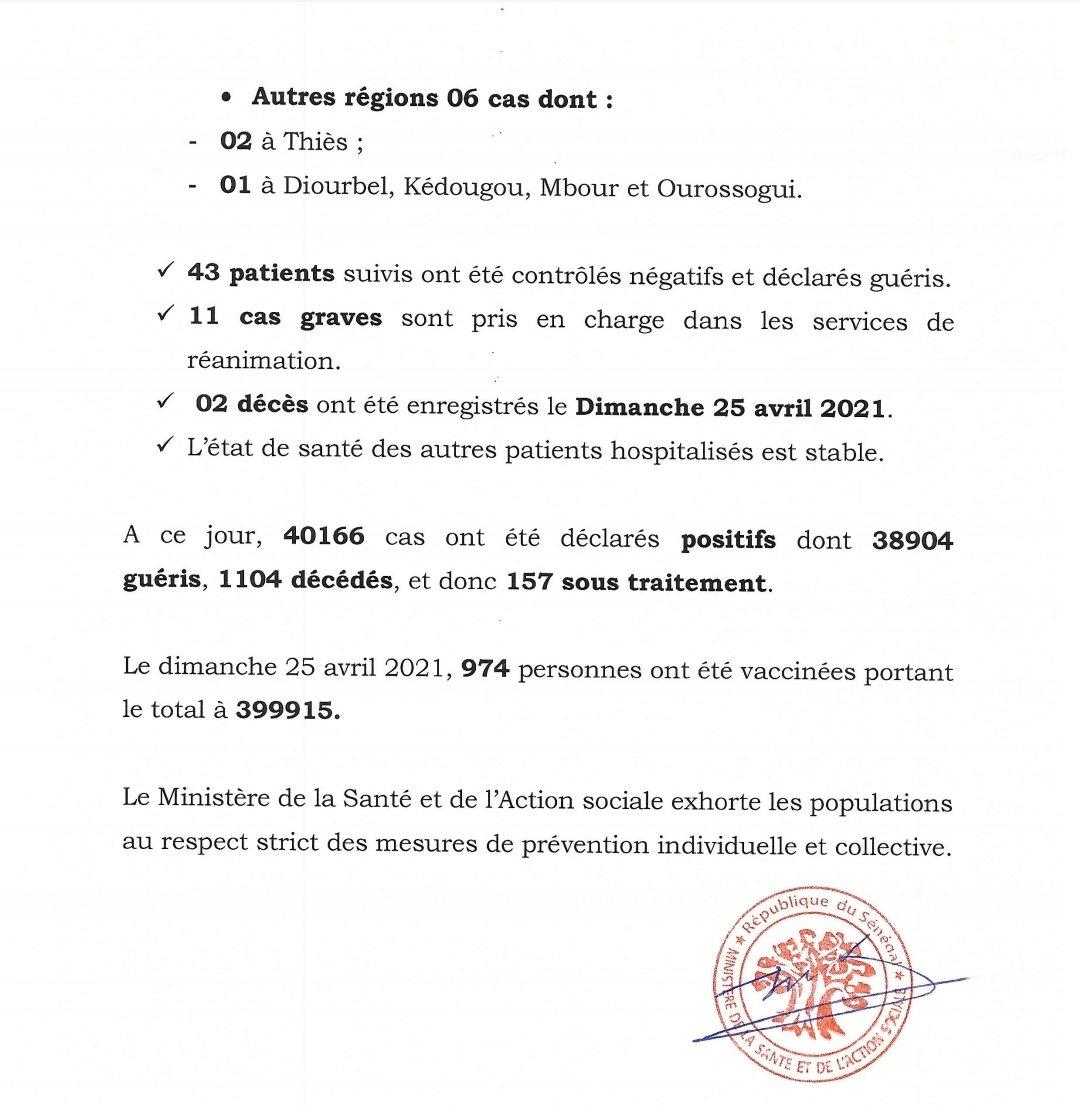 • Autres régions 06 cas dont :
- 02 à Thiès ;
- 01 à Diourbel, Kédougou, Mbour et Ourossogui.
✓ 43 patients suivis ont été contrôlés négatifs et déclarés guéris.
✓ 11 cas graves sont pris en charge dans les services de
réanimation.
✓ 02 décès ont été enregistrés le Dimanche 25 avril 2021.
✓ L'état de santé des autres patients hospitalisés est stable.
A ce jour, 40166 cas ont été déclarés positifs dont 38904
guéris, 1104 décédés, et donc 157 sous traitement.
Le dimanche 25 avril 2021, 974 personnes ont été vaccinées portant
le total à 399915.
Le Ministère de la Santé et de l'Action sociale exhorte les populations
au respect strict des mesures de prévention individuelle et collective.
★ République du Sénégal ★
MINISTERE DE LA SANTE ET DE L'ACTION SOCIALE